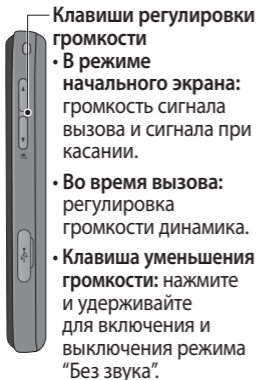 Клавиши регулировки
громкости
• В режиме
начального экрана:
громкость сигнала
вызова и сигнала при
касании.
• Во время вызова:
регулировка
громкости динамика.
• Клавиша уменьшения
громкости: нажмите
и удерживайте
для включения и
выключения режима
"Без звука".